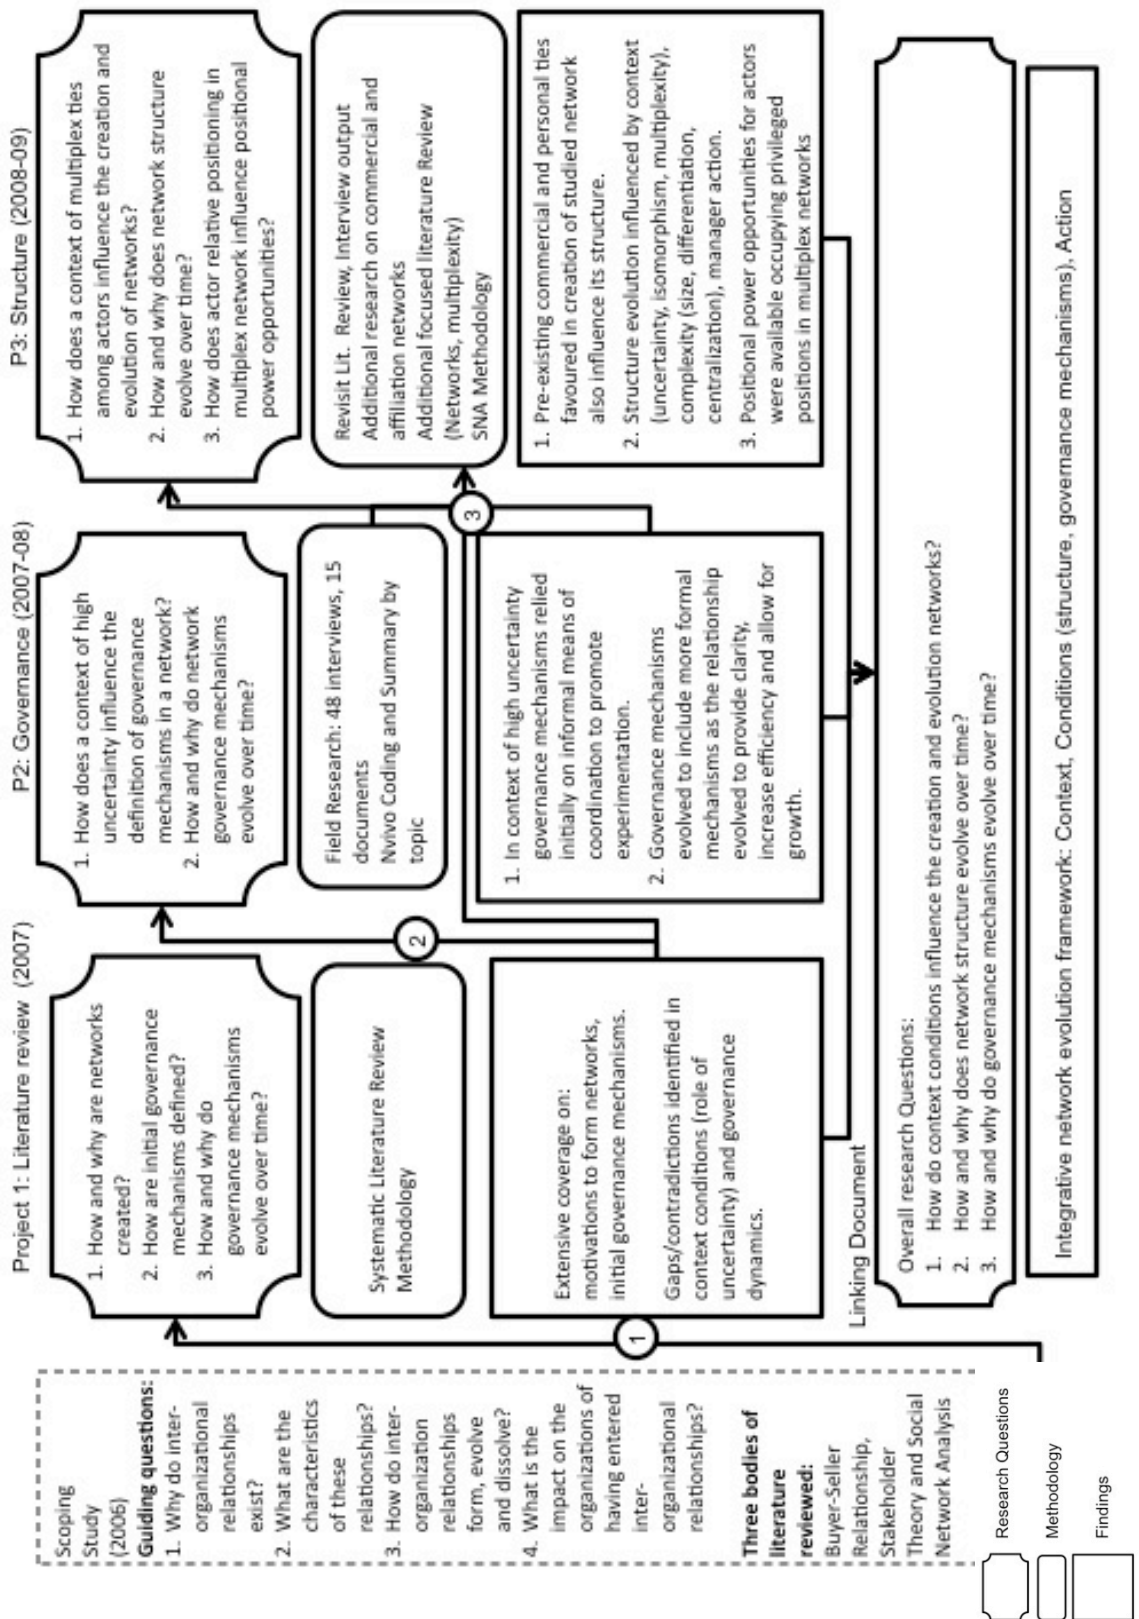 Scoping
Study
(2006)
Guiding questions:
1. Why do inter-
organizational
relationships
exist?
2. What are the
characteristics
of these
relationships?
3. How do inter-
organization
relationships
form, evolve
and dissolve?
4. What is the
impact on the
organizations of
having entered
inter-
organizational
relationships?
Three bodies of
literature
reviewed:
Buyer-Seller
Relationship,
Stakeholder
Theory and Social
Network Analysis
Project 1: Literature review (2007)
1. How and why are networks
created?
2. How are initial governance
mechanisms defined?
3. How and why do
governance mechanisms
evolve over time?
Systematic Literature Review
Methodology
Extensive coverage on:
motivations to form networks,
initial governance mechanisms.
Gaps/contradictions identified in
context conditions (role of
uncertainty) and governance
dynamics.
1
2
P2: Governance (2007-08)
1. How does a context of high
uncertainty influence the
definition of governance
mechanisms in a network?
2. How and why do network
governance mechanisms
evolve over time?
Field Research: 48 interviews, 15
documents
Nvivo Coding and Summary by
topic
1. In context of high uncertainty
governance mechanisms relied
initially on informal means of
coordination to promote
experimentation.
2. Governance mechanisms
evolved to include more formal
mechanisms as the relationship
evolved to provide clarity,
increase efficiency and allow for
growth.
3
P3: Structure (2008-09)
1. How does a context of multiplex ties
among actors influence the creation and
evolution of networks?
2. How and why does network structure
evolve over time?
3. How does actor relative positioning in
multiplex network influence positional
power opportunities?
Revisit Lit. Review, Interview output
Additional research on commercial and
affiliation networks
Additional focused literature Review
(Networks, multiplexity)
SNA Methodology
1. Pre-existing commercial and personal ties
favoured in creation of studied network
also influence its structure.
2. Structure evolution influenced by context
(uncertainty, isomorphism, multiplexity),
complexity (size, differentiation,
centralization), manager action.
3. Positional power opportunities for actors
were available occupying privileged
positions in multiplex networks
Linking Document
Overall research Questions:
1. How do context conditions influence the creation and evolution networks?
2. How and why does network structure evolve over time?
3. How and why do governance mechanisms evolve over time?
Integrative network evolution framework: Context, Conditions (structure, governance mechanisms), Action
Research Questions
Methodology
Findings